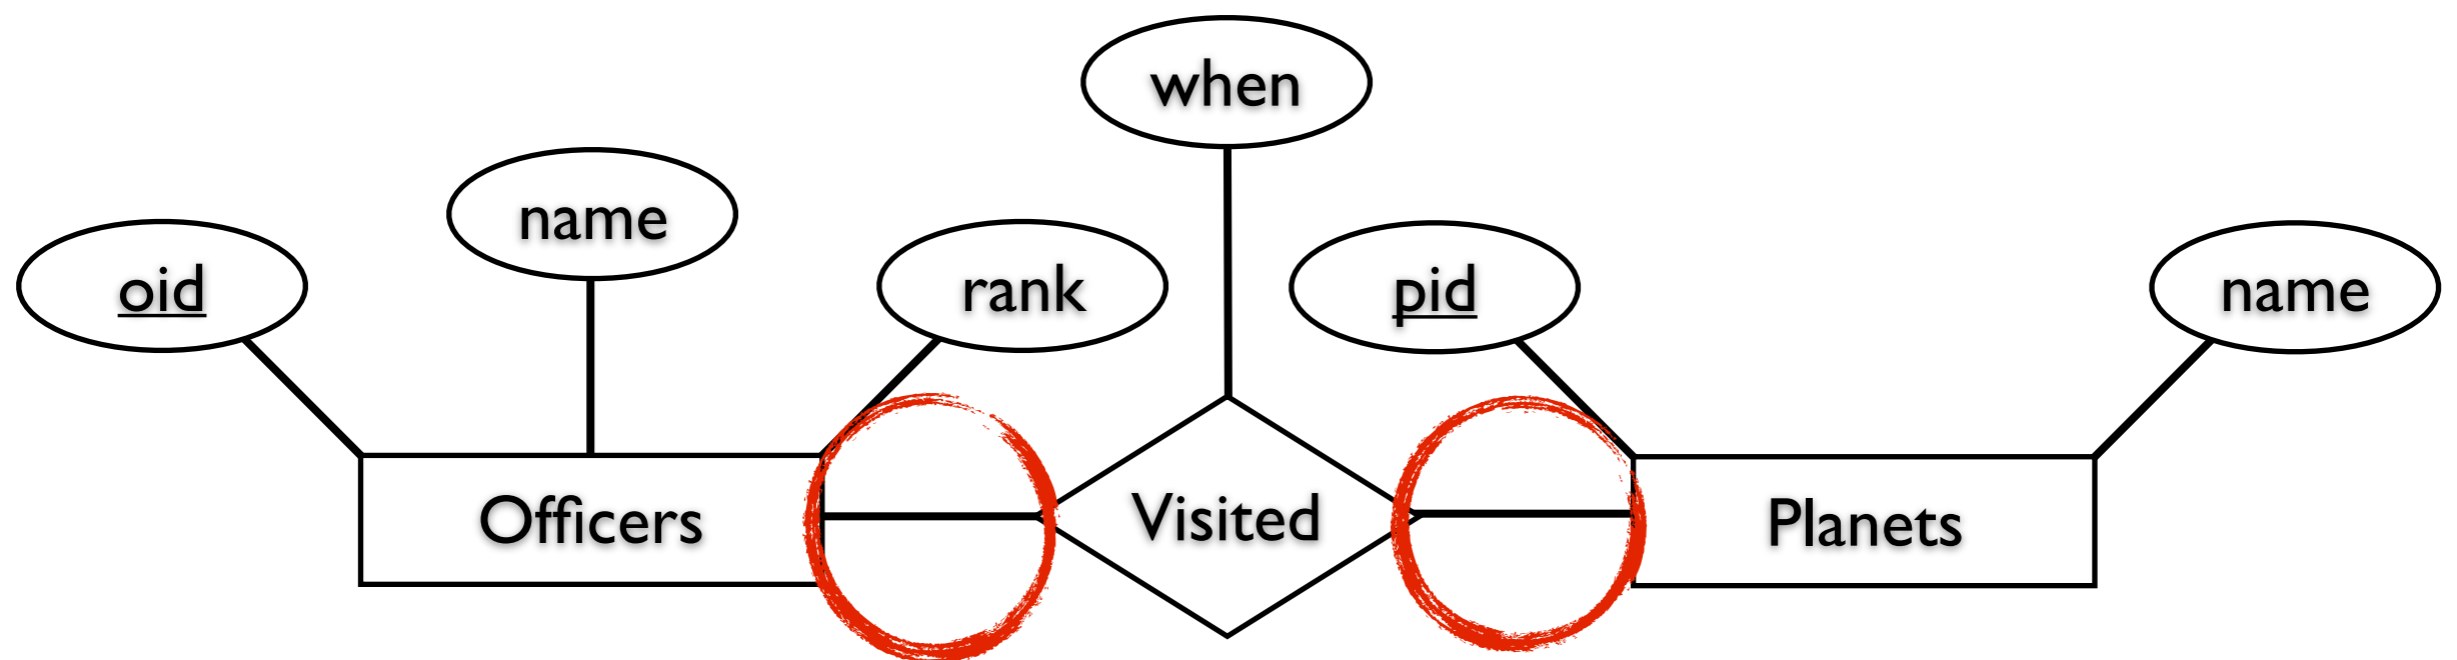 when
name
oid
rank
pid
name
Officers
Visited
Planets